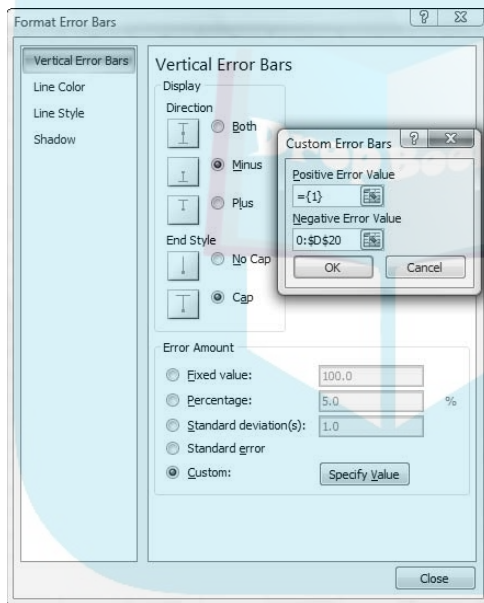 Format Error Bars
Vertical Error Bars
Line Color
Line Style
Shadow
Vertical Error Bars
Display
Direction
Both
Minus
Plus
End Style
No Cap
Cap
Custom Error Bars
Positive Error Value
={1}
Negative Error Value
0:$D$20
OK Cancel
Error Amount
Fixed value: 100.0
Percentage: 5.0 %
Standard deviation(s): 1.0
Standard error
Custom: Specify Value
Close